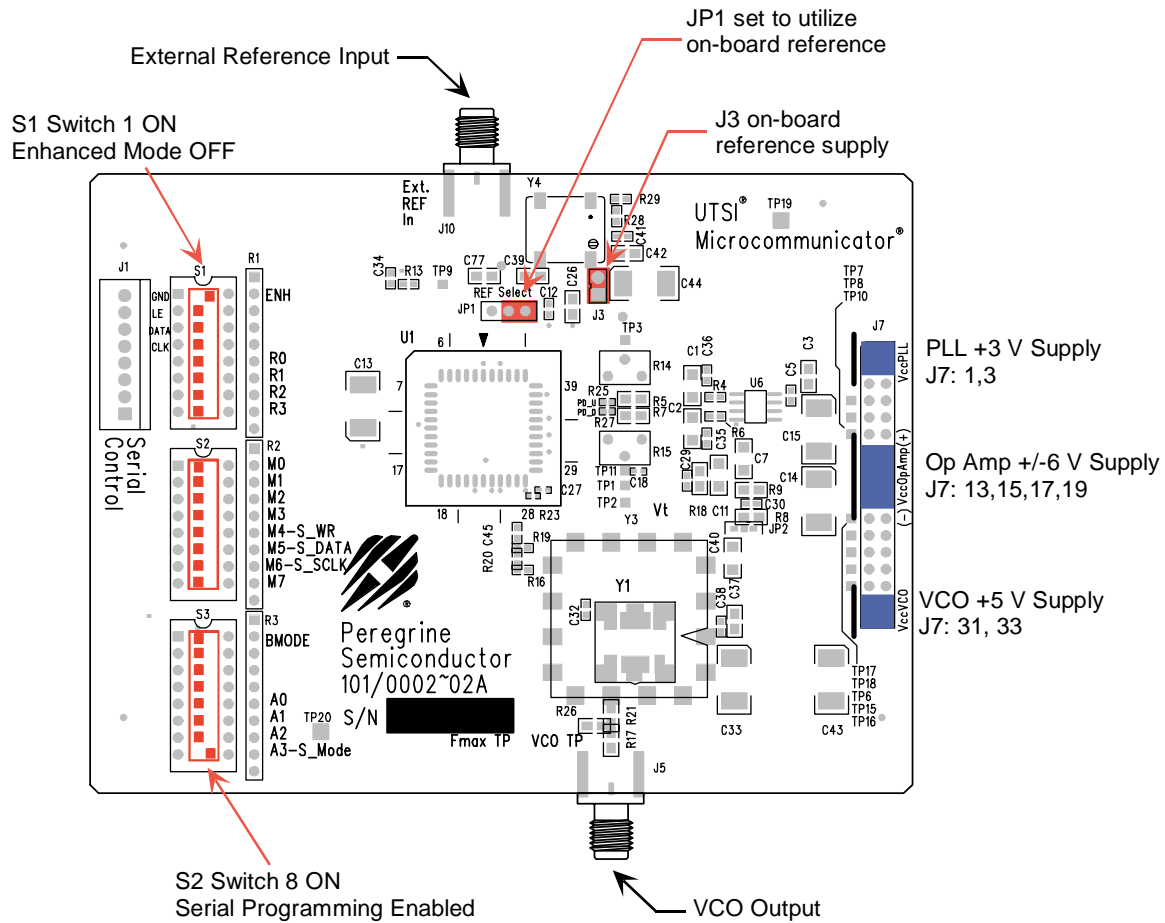 JP1 set to utilize
on-board reference
External Reference Input
S1 Switch 1 ON
Enhanced Mode OFF
J3 on-board
reference supply
Ext.
REF
In
J10
Y4
R29
R28
C41
C42
UTSI®
Microcommunicator®
TP19
J1
S1
R1
GND
LE
DATA
CLK
ENH
R0
R1
R2
R3
Serial
Control
C34
R13
TP9
C77
C39
C26
C44
REF Select
C12
JP1
J3
TP7
TP8
TP10
J7
U1
6
1
7
39
17
29
18
28
C13
TP3
R14
C1
C36
U6
C5
C3
R25
PD_U
PD_D
R27
R5
R7
C2
R4
R6
C35
R15
TP11
TP1
TP2
C18
C29
C7
C15
C14
R9
C30
R8
R18
C11
JP2
C27
R23
Y3
Vt
VccPLL
(+)
VccOpAmp
(-)
VccVCO
PLL +3 V Supply
J7: 1,3
Op Amp +/-6 V Supply
J7: 13,15,17,19
VCO +5 V Supply
J7: 31, 33
S2
R2
M0
M1
M2
M3
M4-S_WR
M5-S_DATA
M6-S_SCLK
M7
C45
R20
R19
R16
C40
Y1
C32
C38
C37
S3
R3
BMODE
A0
A1
A2
A3-S_Mode
TP20
®
Peregrine
Semiconductor
101/0002~02A
S/N
Fmax TP
VCO TP
R26
R21
R17
J5
C33
C43
TP17
TP18
TP6
TP15
TP16
S2 Switch 8 ON
Serial Programming Enabled
VCO Output